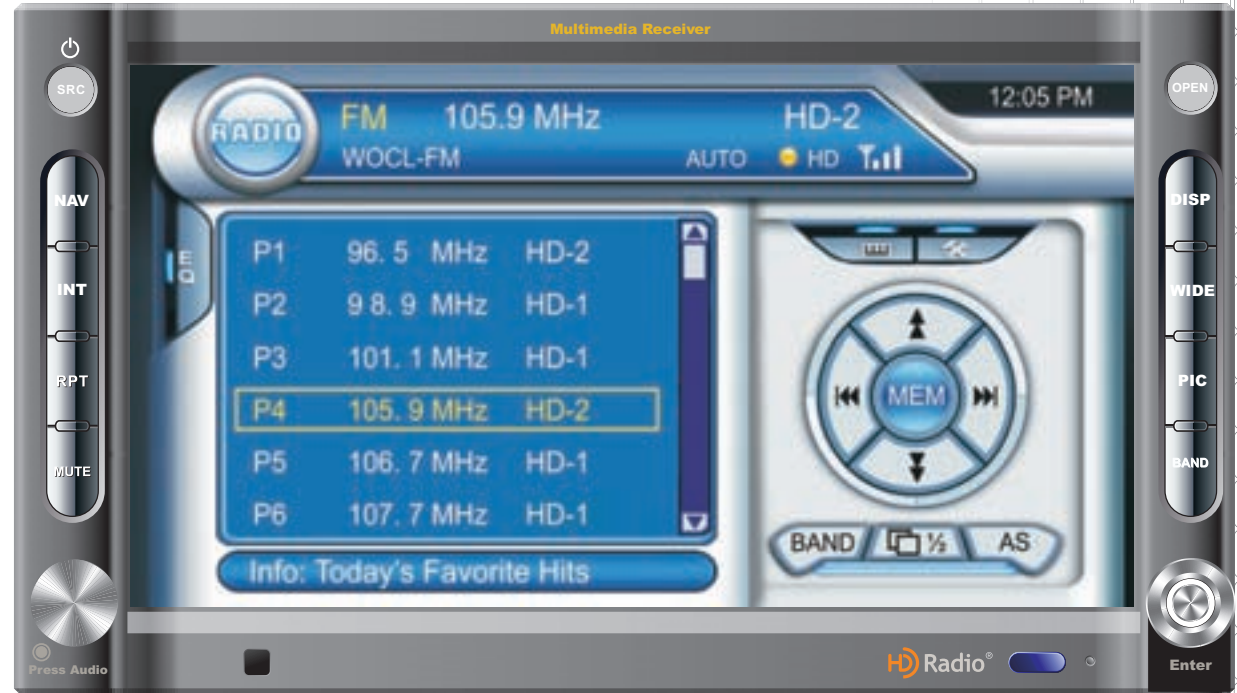 Multimedia Receiver
SRC
OPEN
NAV
INT
RPT
MUTE
Press Audio
RADIO
FM 105.9 MHz HD-2
WOCL-FM AUTO HD
12:05 PM
EQ
P1 96.5 MHz HD-2
P2 98.9 MHz HD-1
P3 101.1 MHz HD-1
P4 105.9 MHz HD-2
P5 106.7 MHz HD-1
P6 107.7 MHz HD-1
Info: Today's Favorite Hits
MEM
BAND ½ AS
DISP
WIDE
PIC
BAND
HD Radio®
Enter